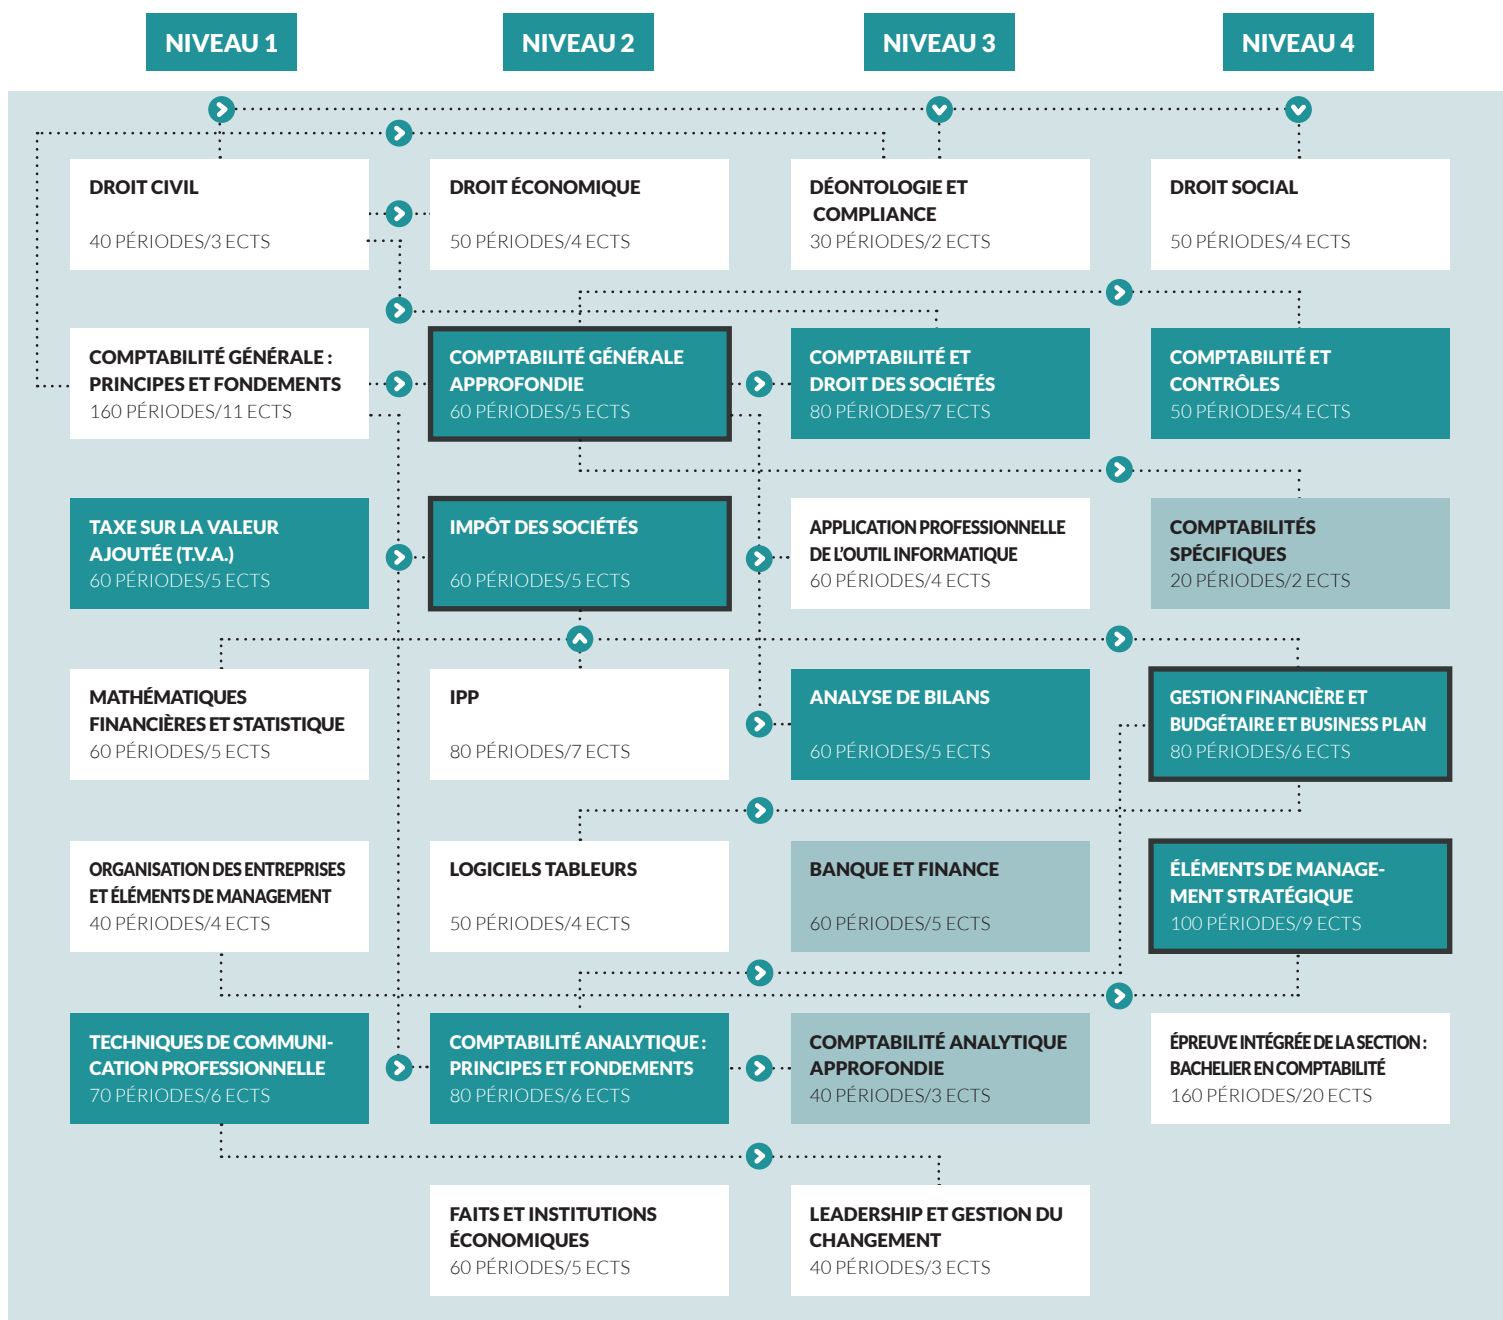 NIVEAU 1
NIVEAU 2
NIVEAU 3
NIVEAU 4
DROIT CIVIL
40 PÉRIODES/3 ECTS
DROIT ÉCONOMIQUE
50 PÉRIODES/4 ECTS
DÉONTOLOGIE ET
COMPLIANCE
30 PÉRIODES/2 ECTS
DROIT SOCIAL
50 PÉRIODES/4 ECTS
COMPTABILITÉ GÉNÉRALE :
PRINCIPES ET FONDEMENTS
160 PÉRIODES/11 ECTS
COMPTABILITÉ GÉNÉRALE
APPROFONDIE
60 PÉRIODES/5 ECTS
COMPTABILITÉ ET
DROIT DES SOCIÉTÉS
80 PÉRIODES/7 ECTS
COMPTABILITÉ ET
CONTRÔLES
50 PÉRIODES/4 ECTS
TAXE SUR LA VALEUR
AJOUTÉE (T.V.A.)
60 PÉRIODES/5 ECTS
IMPÔT DES SOCIÉTÉS
60 PÉRIODES/5 ECTS
APPLICATION PROFESSIONNELLE
DE L'OUTIL INFORMATIQUE
60 PÉRIODES/4 ECTS
COMPTABILITÉS
SPÉCIFIQUES
20 PÉRIODES/2 ECTS
MATHÉMATIQUES
FINANCIÈRES ET STATISTIQUE
60 PÉRIODES/5 ECTS
IPP
80 PÉRIODES/7 ECTS
ANALYSE DE BILANS
60 PÉRIODES/5 ECTS
GESTION FINANCIÈRE ET
BUDGÉTAIRE ET BUSINESS PLAN
80 PÉRIODES/6 ECTS
ORGANISATION DES ENTREPRISES
ET ÉLÉMENTS DE MANAGEMENT
40 PÉRIODES/4 ECTS
LOGICIELS TABLEURS
50 PÉRIODES/4 ECTS
BANQUE ET FINANCE
60 PÉRIODES/5 ECTS
ÉLÉMENTS DE MANAGE-
MENT STRATÉGIQUE
100 PÉRIODES/9 ECTS
TECHNIQUES DE COMMUNI-
CATION PROFESSIONNELLE
70 PÉRIODES/6 ECTS
COMPTABILITÉ ANALYTIQUE :
PRINCIPES ET FONDEMENTS
80 PÉRIODES/6 ECTS
COMPTABILITÉ ANALYTIQUE
APPROFONDIE
40 PÉRIODES/3 ECTS
ÉPREUVE INTÉGRÉE DE LA SECTION :
BACHELIER EN COMPTABILITÉ
160 PÉRIODES/20 ECTS
FAITS ET INSTITUTIONS
ÉCONOMIQUES
60 PÉRIODES/5 ECTS
LEADERSHIP ET GESTION DU
CHANGEMENT
40 PÉRIODES/3 ECTS